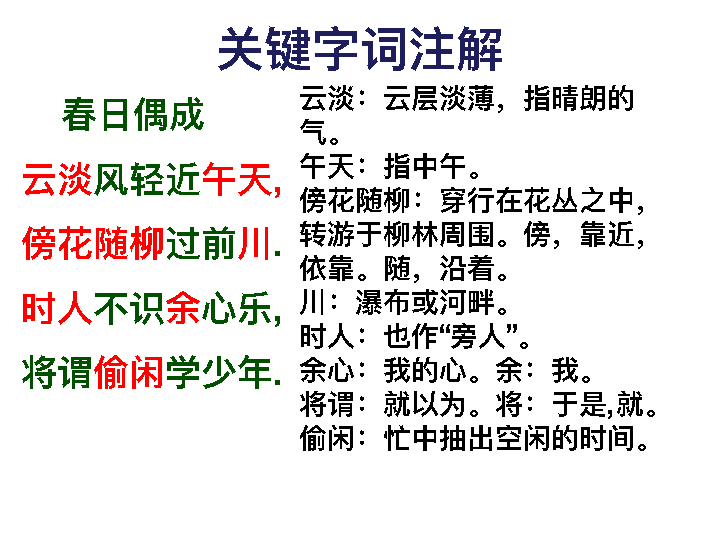 关键字词注解
春日偶成
云淡风轻近午天,
傍花随柳过前川.
时人不识余心乐,
将谓偷闲学少年.
云淡：云层淡薄，指晴朗的
气。
午天：指中午。
傍花随柳：穿行在花丛之中，
转游于柳林周围。傍，靠近，
依靠。随，沿着。
川：瀑布或河畔。
时人：也作“旁人”。
余心：我的心。余：我。
将谓：就以为。将：于是,就。
偷闲：忙中抽出空闲的时间。